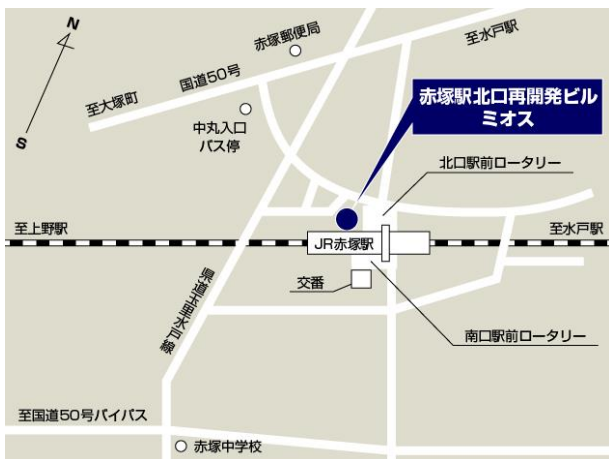 N
S
赤塚郵便局
至水戸駅
国道50号
至大塚町
中丸入口
バス停
赤塚駅北口再開発ビル
ミオス
北口駅前ロータリー
至上野駅
JR赤塚駅
至水戸駅
交番
県道玉里水戸線
南口駅前ロータリー
至国道50号バイパス
赤塚中学校